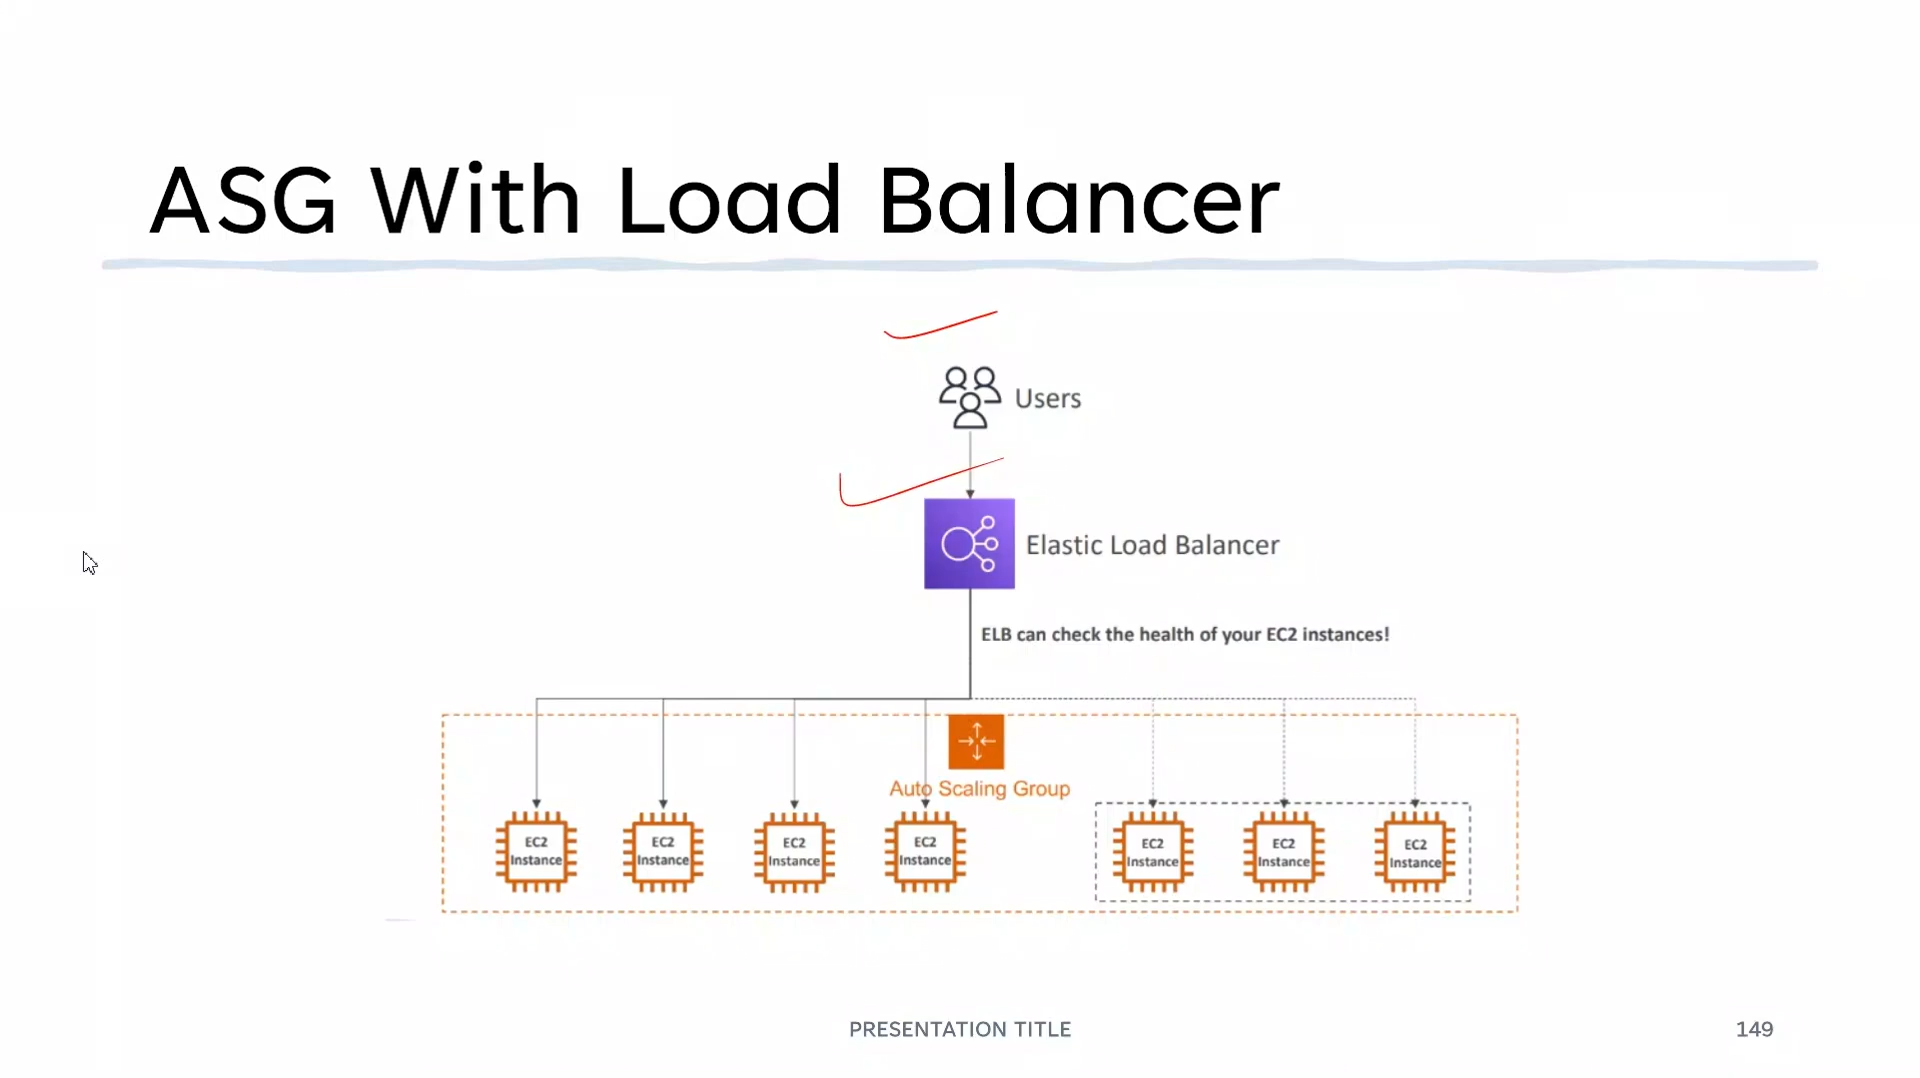 ASG With Load Balancer
Users
Elastic Load Balancer
ELB can check the health of your EC2 instances!
Auto Scaling Group
EC2
Instance
EC2
Instance
EC2
Instance
EC2
Instance
EC2
Instance
EC2
Instance
EC2
Instance
PRESENTATION TITLE
149